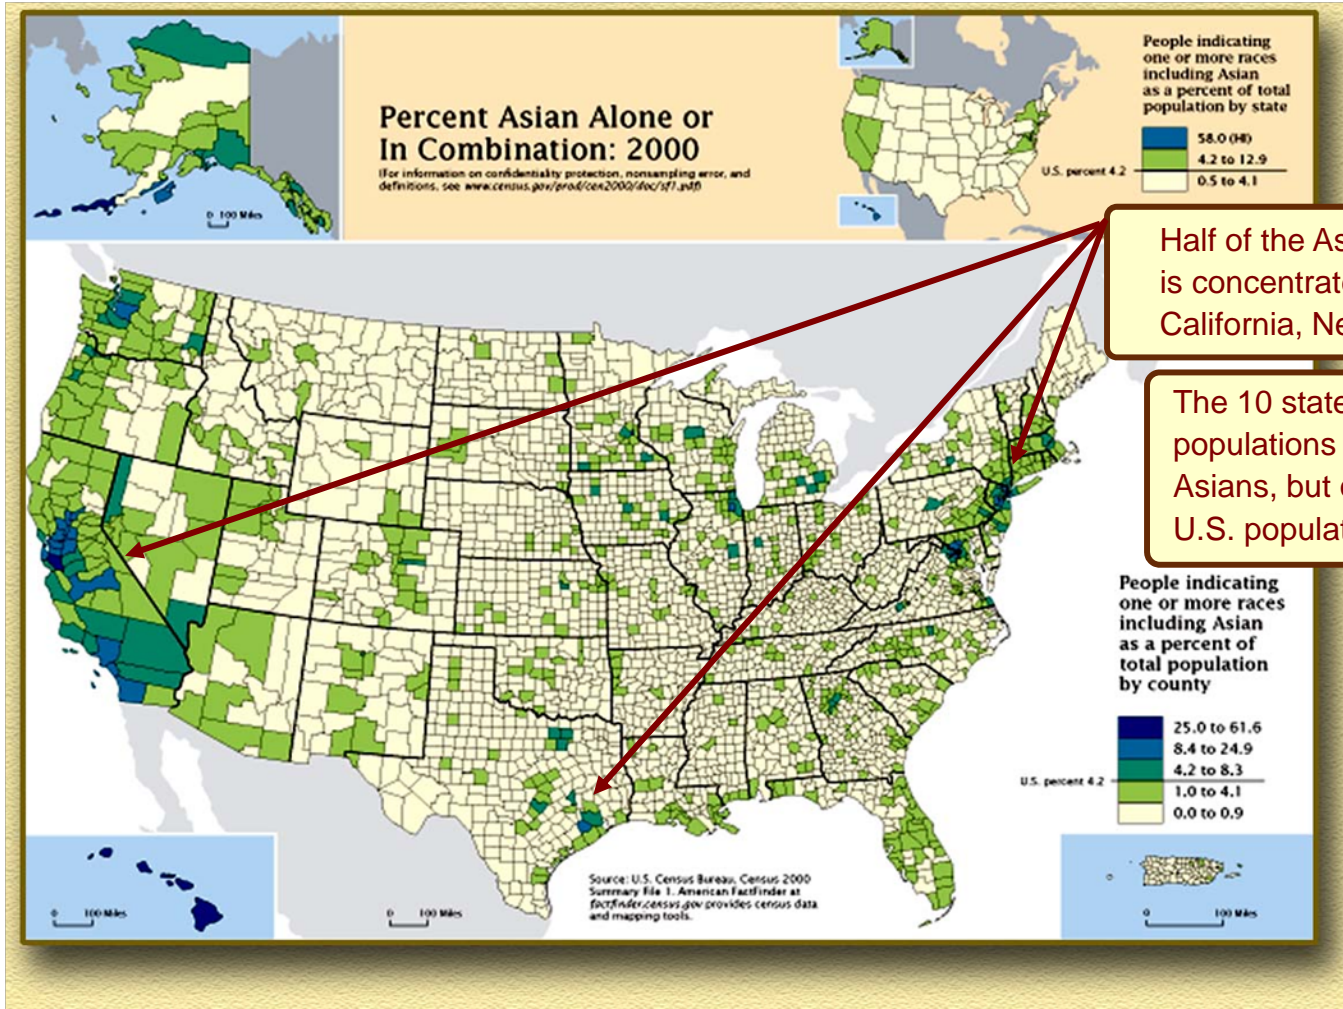 Percent Asian Alone or
In Combination: 2000
(For information on confidentiality protection, nonsampling error, and
definitions, see www.census.gov/prod/cen2000/doc/sf1.pdf)
0 100 Miles
People indicating
one or more races
including Asian
as a percent of total
population by state
58.0 (HI)
4.2 to 12.9
U.S. percent 4.2
0.5 to 4.1
Half of the As
is concentrat
California, Ne
The 10 state
populations
Asians, but
U.S. populat
People indicating
one or more races
including Asian
as a percent of
total population
by county
25.0 to 61.6
8.4 to 24.9
4.2 to 8.3
U.S. percent 4.2
1.0 to 4.1
0.0 to 0.9
Source: U.S. Census Bureau, Census 2000
Summary File 1. American FactFinder at
factfinder.census.gov provides census data
and mapping tools.
0 100 Miles
0 100 Miles
0 100 Miles